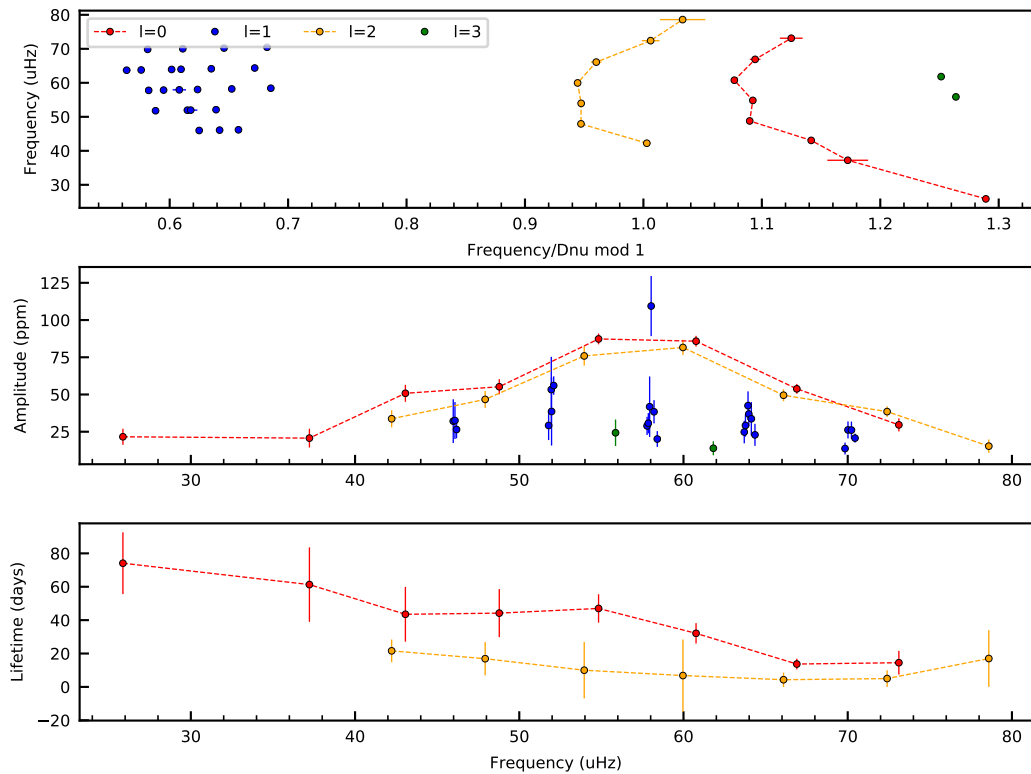 l=0 l=1 l=2 l=3
Frequency (uHz)
70
60
50
40
30
0.6 0.7 0.8 0.9 1.0 1.1 1.2 1.3
Frequency/Dnu mod 1
Amplitude (ppm)
125
100
75
50
25
30 40 50 60 70 80
Lifetime (days)
80
60
40
20
0
−20
30 40 50 60 70 80
Frequency (uHz)